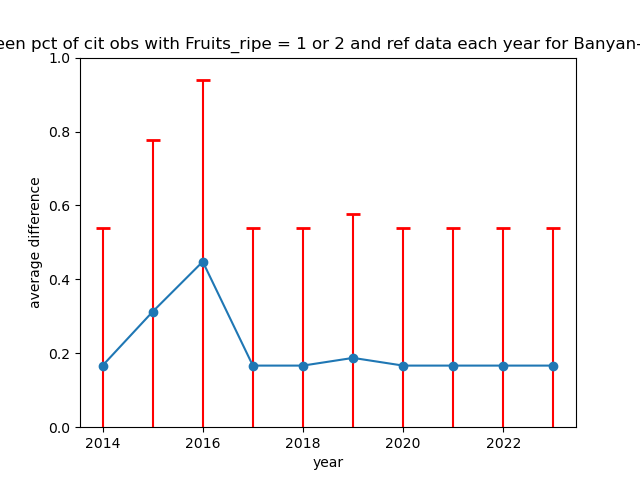 een pct of cit obs with Fruits_ripe = 1 or 2 and ref data each year for Banyan-
1.0
0.8
0.6
0.4
0.2
0.0
average difference
2014 2016 2018 2020 2022
year